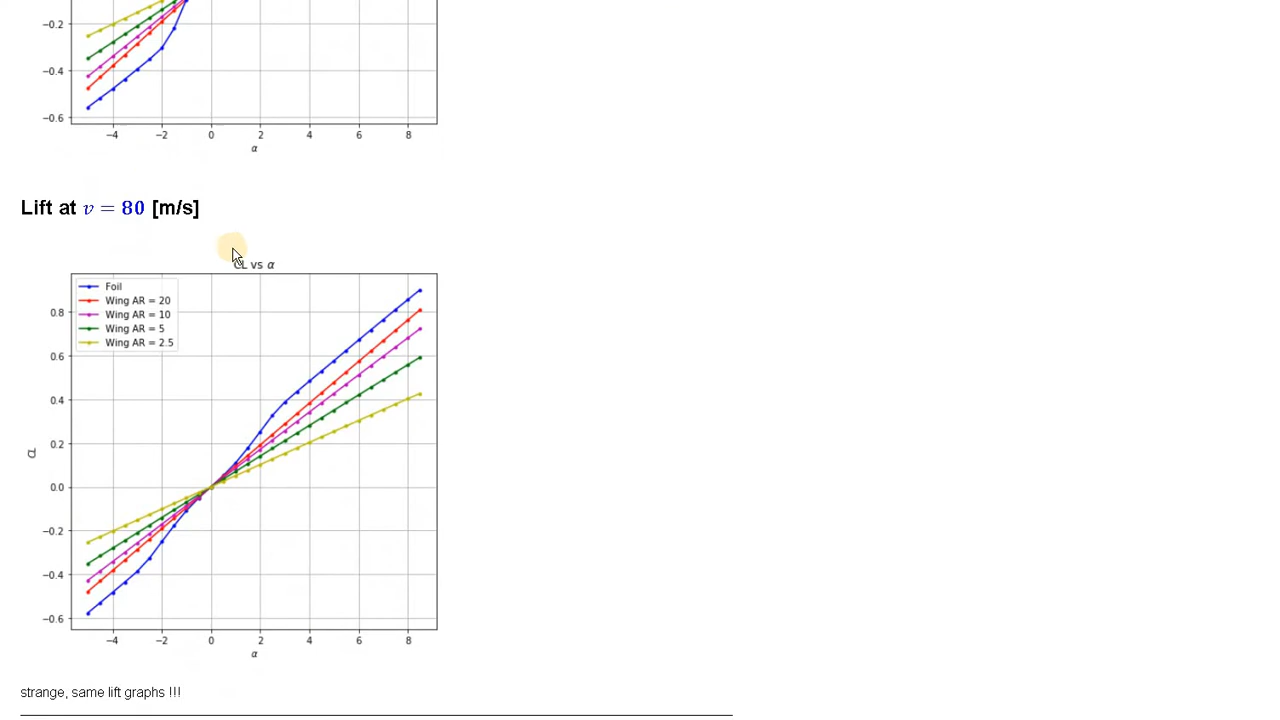 −0.2
−0.4
−0.6
−4 −2 0 2 4 6 8
α
Lift at v = 80 [m/s]
CL vs α
Foil
Wing AR = 20
Wing AR = 10
Wing AR = 5
Wing AR = 2.5
0.8
0.6
0.4
0.2
CL
0.0
−0.2
−0.4
−0.6
−4 −2 0 2 4 6 8
α
strange, same lift graphs !!!